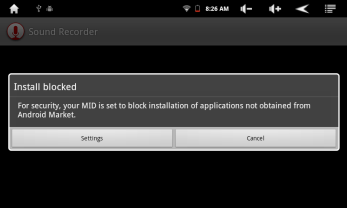 8:26 AM
Sound Recorder
Install blocked
For security, your MID is set to block installation of applications not obtained from
Android Market.
Settings
Cancel